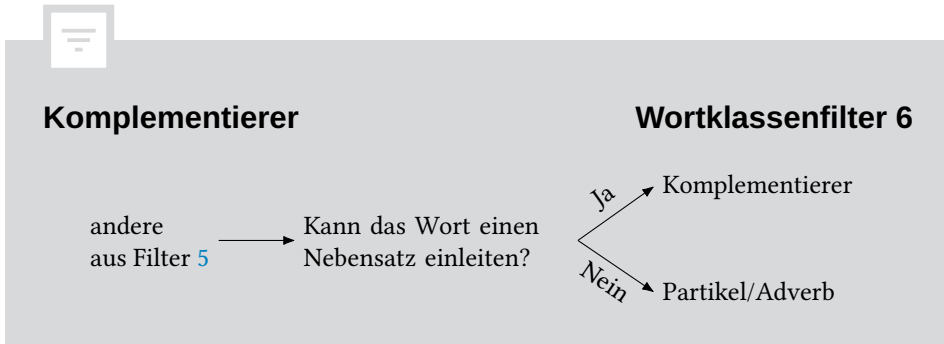 Komplementierer
Wortklassenfilter 6
andere
aus Filter 5
Kann das Wort einen
Nebensatz einleiten?
Ja
Komplementierer
Nein
Partikel/Adverb